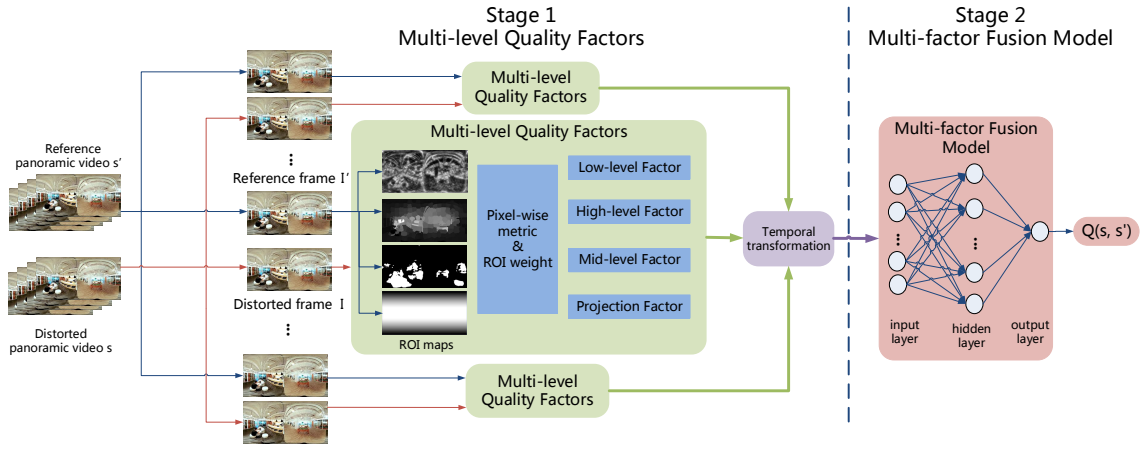 Stage 1
Multi-level Quality Factors
Stage 2
Multi-factor Fusion Model
Multi-level
Quality Factors
Reference
panoramic video s'
Reference frame I'
Distorted frame I
Distorted
panoramic video s
Multi-level Quality Factors
Pixel-wise
metric
&
ROI weight
Low-level Factor
High-level Factor
Mid-level Factor
Projection Factor
ROI maps
Multi-level
Quality Factors
Temporal
transformation
Multi-factor Fusion
Model
input
layer
hidden
layer
output
layer
Q(s, s')